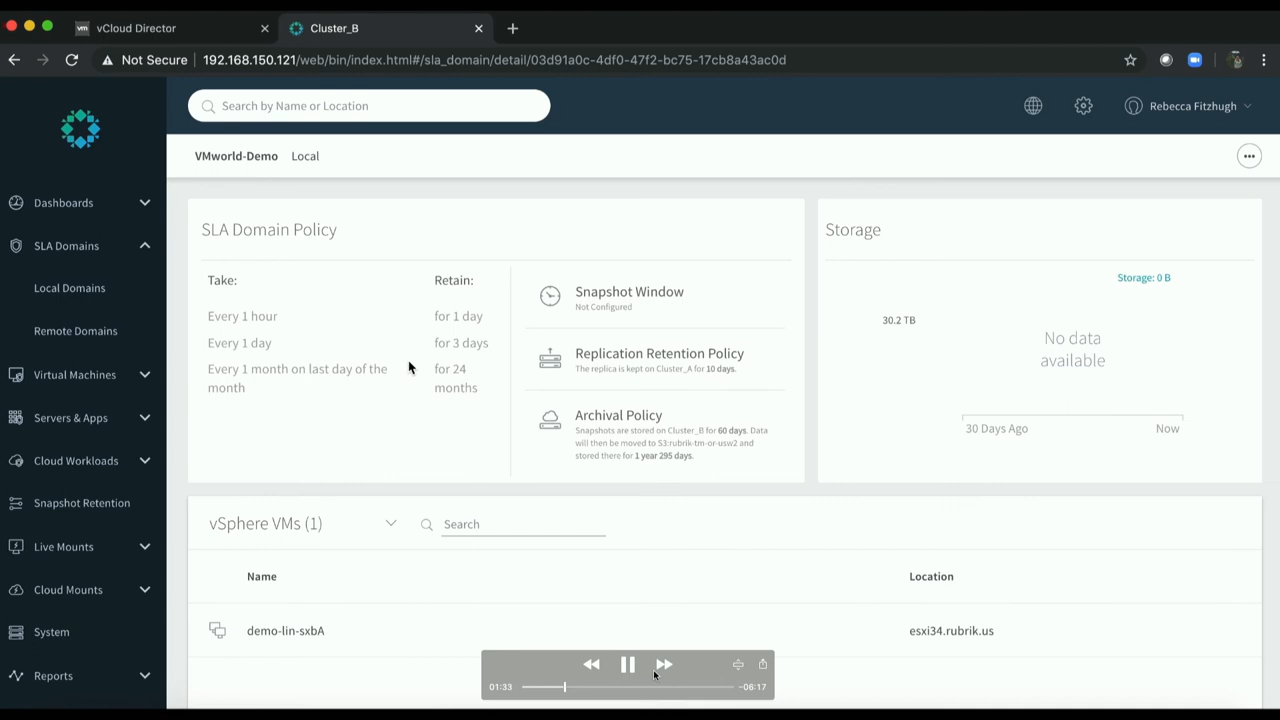 vm vCloud Director
Cluster_B
Not Secure 192.168.150.121/web/bin/index.html#/sla_domain/detail/03d91a0c-4df0-47f2-bc75-17cb8a43ac0d
Search by Name or Location
Rebecca Fitzhugh
VMworld-Demo Local
Dashboards
SLA Domains
Local Domains
Remote Domains
Virtual Machines
Servers & Apps
Cloud Workloads
Snapshot Retention
Live Mounts
Cloud Mounts
System
Reports
SLA Domain Policy
Take: Retain:
Every 1 hour for 1 day
Every 1 day for 3 days
Every 1 month on last day of the for 24
month months
Snapshot Window
Not Configured
Replication Retention Policy
The replica is kept on Cluster_A for 10 days.
Archival Policy
Snapshots are stored on Cluster_B for 60 days. Data
will then be moved to S3:rubrik-tm-or-usw2 and
stored there for 1 year 295 days.
Storage
Storage: 0 B
30.2 TB
No data
available
30 Days Ago Now
vSphere VMs (1) Search
Name Location
demo-lin-sxbA esxi34.rubrik.us
01:33 -06:17